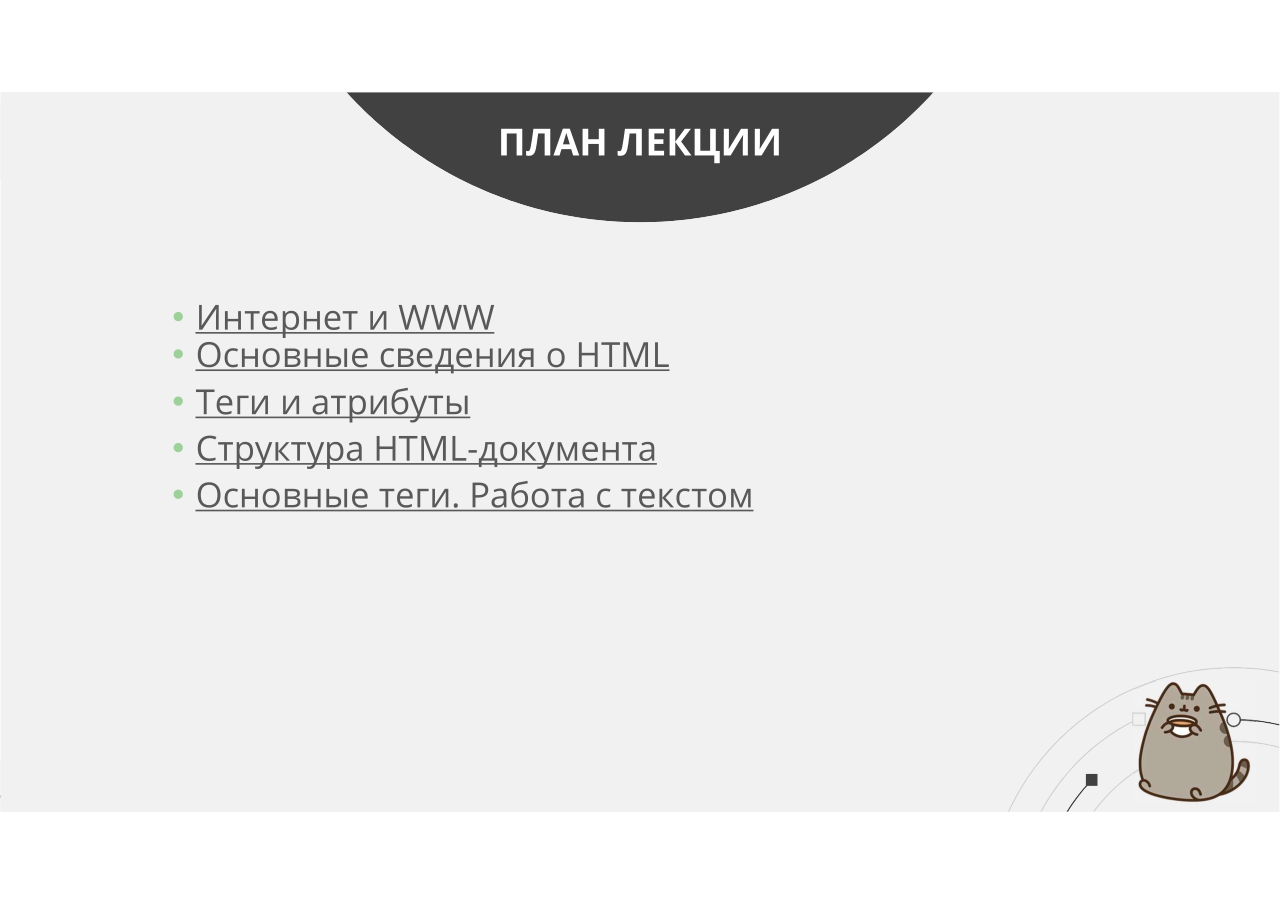 ПЛАН ЛЕКЦИИ
Интернет и WWW
Основные сведения о HTML
Теги и атрибуты
Структура HTML-документа
Основные теги. Работа с текстом